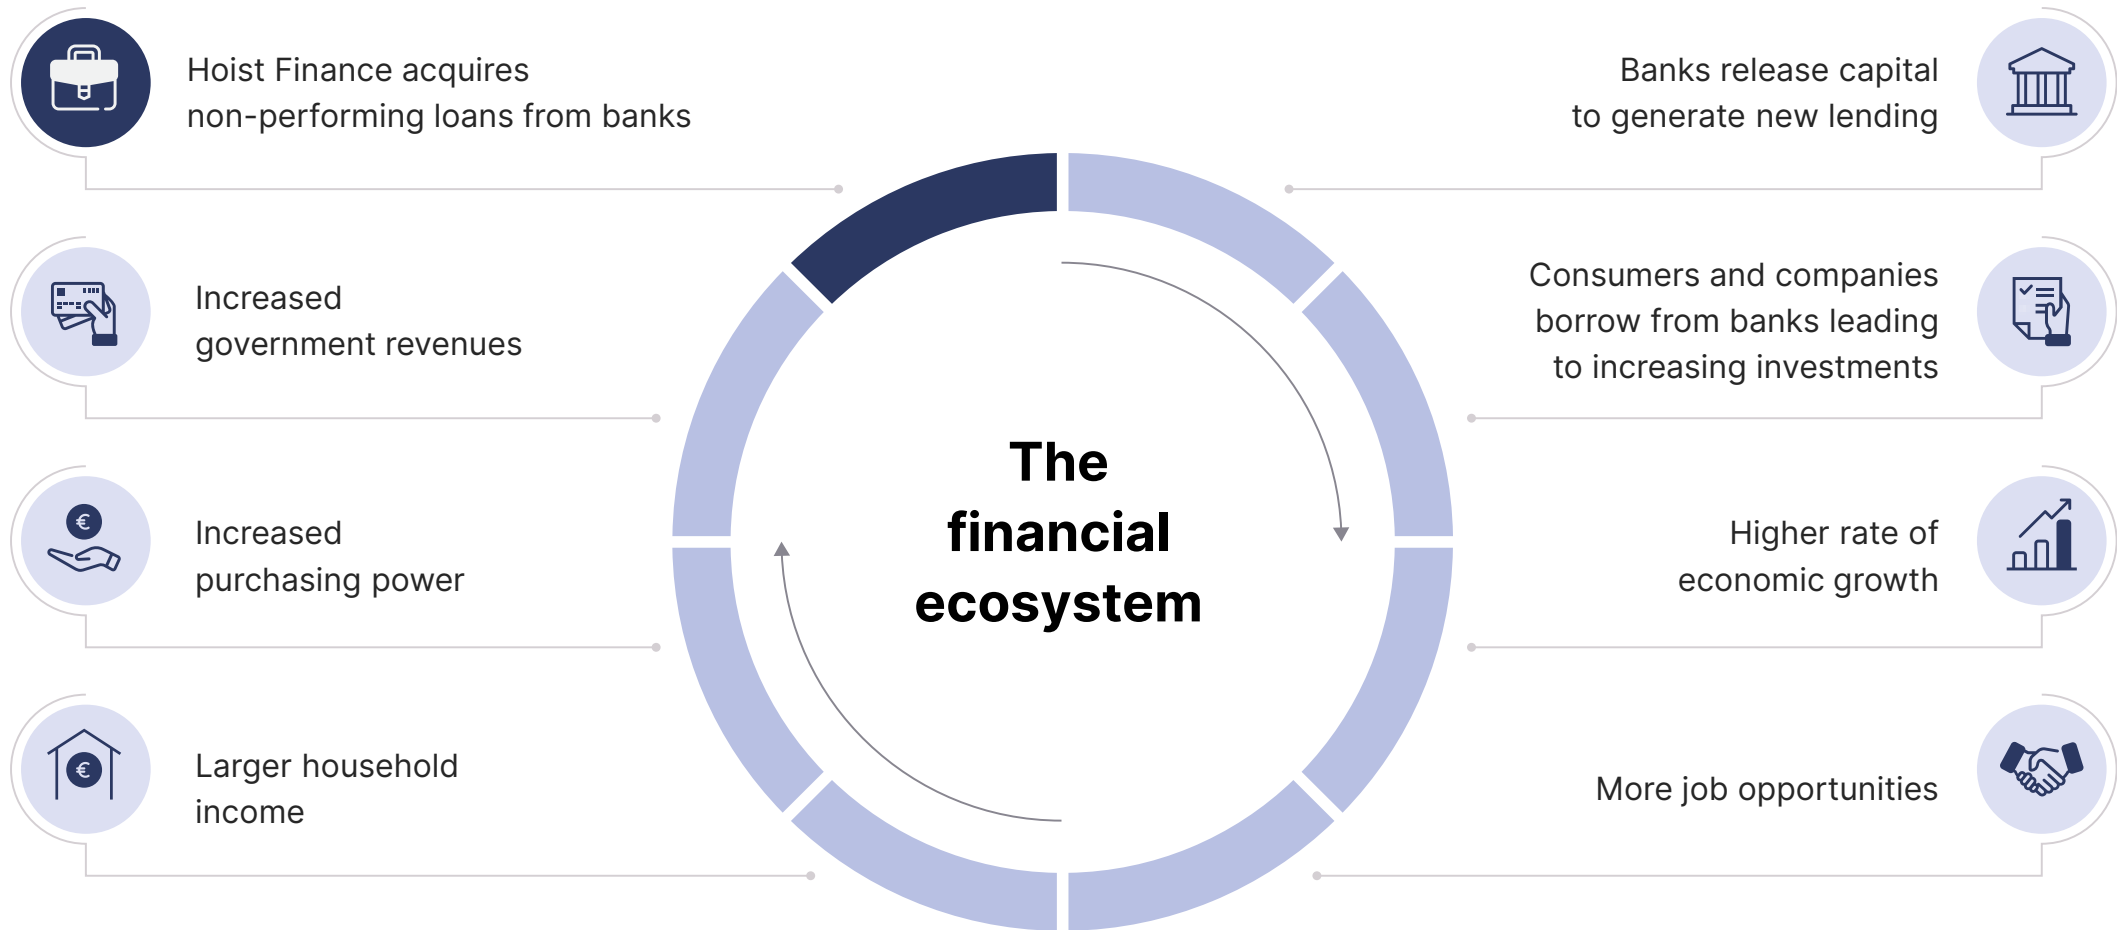 Hoist Finance acquires
non-performing loans from banks
Increased
government revenues
€
Increased
purchasing power
€
Larger household
income
The
financial
ecosystem
Banks release capital
to generate new lending
Consumers and companies
borrow from banks leading
to increasing investments
Higher rate of
economic growth
More job opportunities